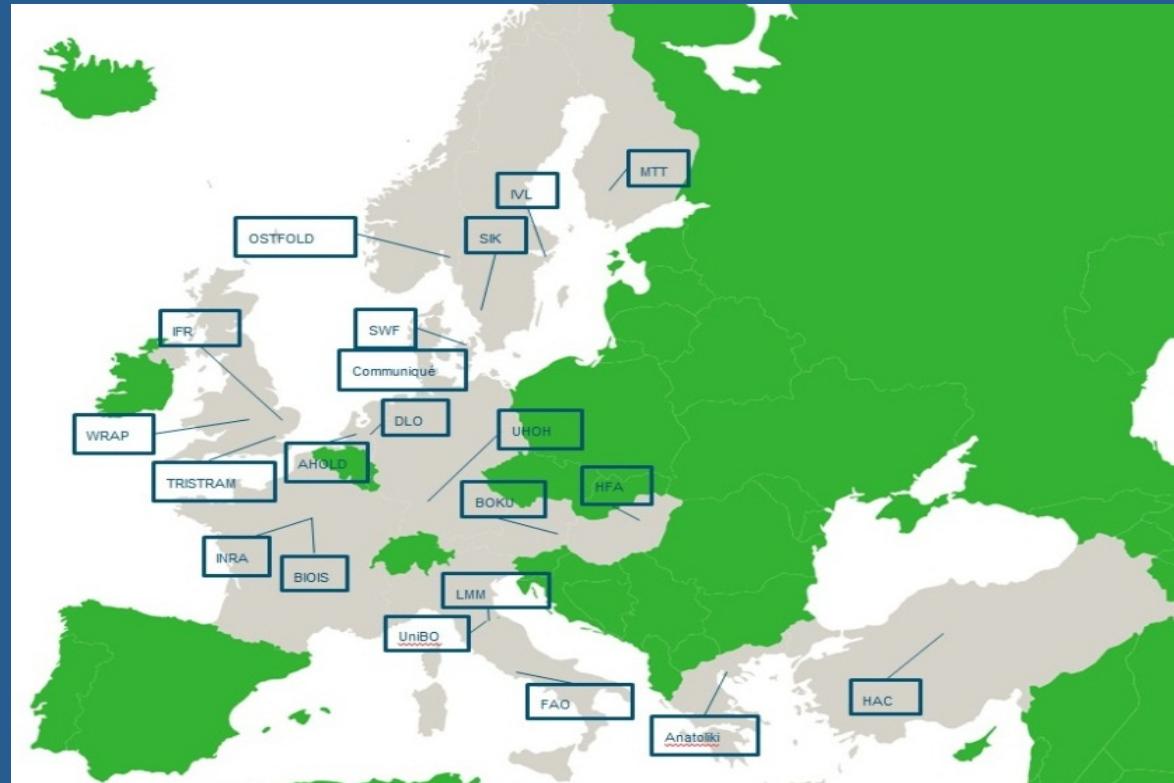 MTT
IVL
OSTFOLD
SIK
IFR
SWF
Communiqué
DLO
WRAP
UHOH
AHOLD
TRISTRAM
HFA
BOKU
INRA
BIOIS
LMM
UniBO
FAO
HAC
Anatoliki